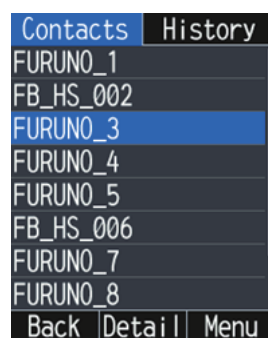 Contacts History
FURUNO_1
FB_HS_002
FURUNO_3
FURUNO_4
FURUNO_5
FB_HS_006
FURUNO_7
FURUNO_8
Back Detail Menu